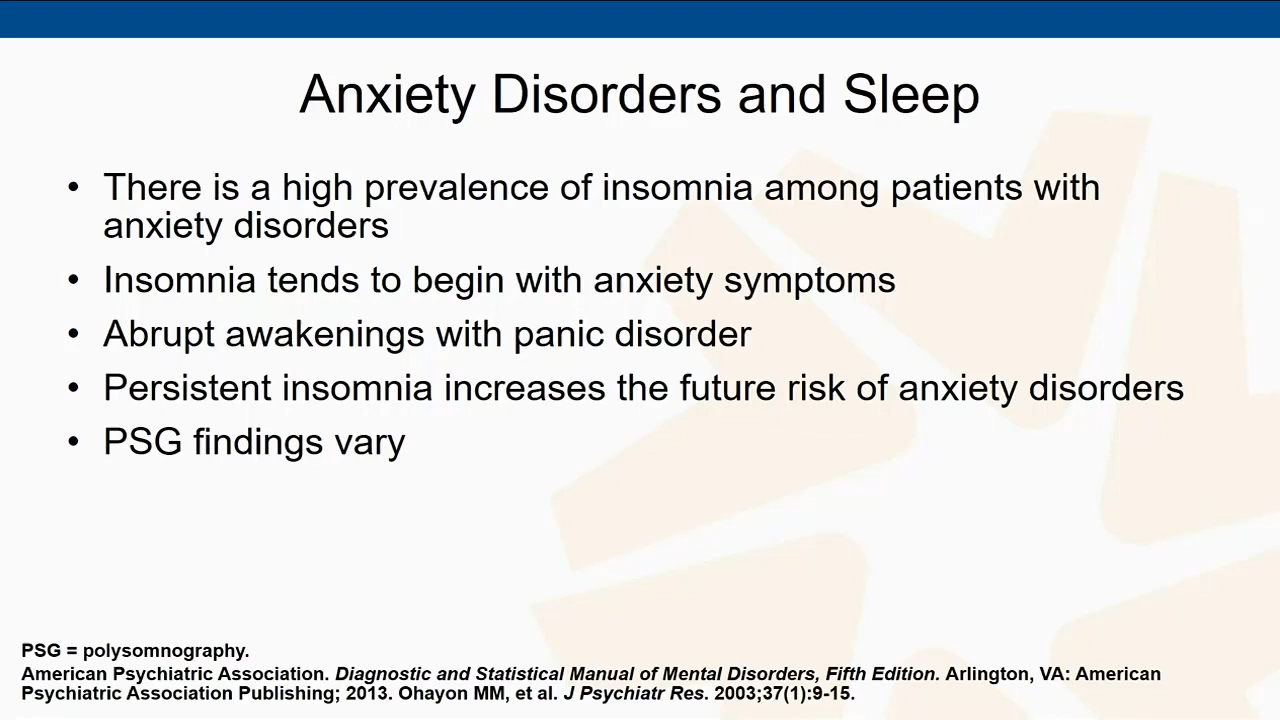 Anxiety Disorders and Sleep
• There is a high prevalence of insomnia among patients with
anxiety disorders
• Insomnia tends to begin with anxiety symptoms
• Abrupt awakenings with panic disorder
• Persistent insomnia increases the future risk of anxiety disorders
• PSG findings vary
PSG = polysomnography.
American Psychiatric Association. Diagnostic and Statistical Manual of Mental Disorders, Fifth Edition. Arlington, VA: American
Psychiatric Association Publishing; 2013. Ohayon MM, et al. J Psychiatr Res. 2003;37(1):9-15.